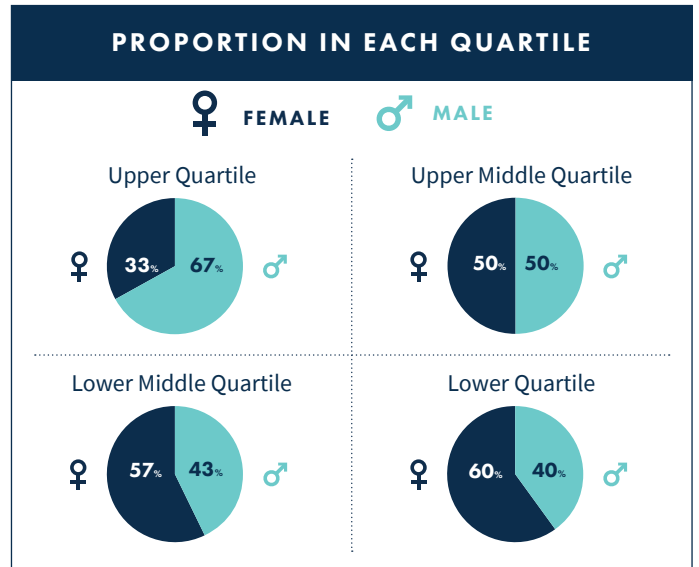 PROPORTION IN EACH QUARTILE
FEMALE MALE
Upper Quartile
33% 67%
Upper Middle Quartile
50% 50%
Lower Middle Quartile
57% 43%
Lower Quartile
60% 40%